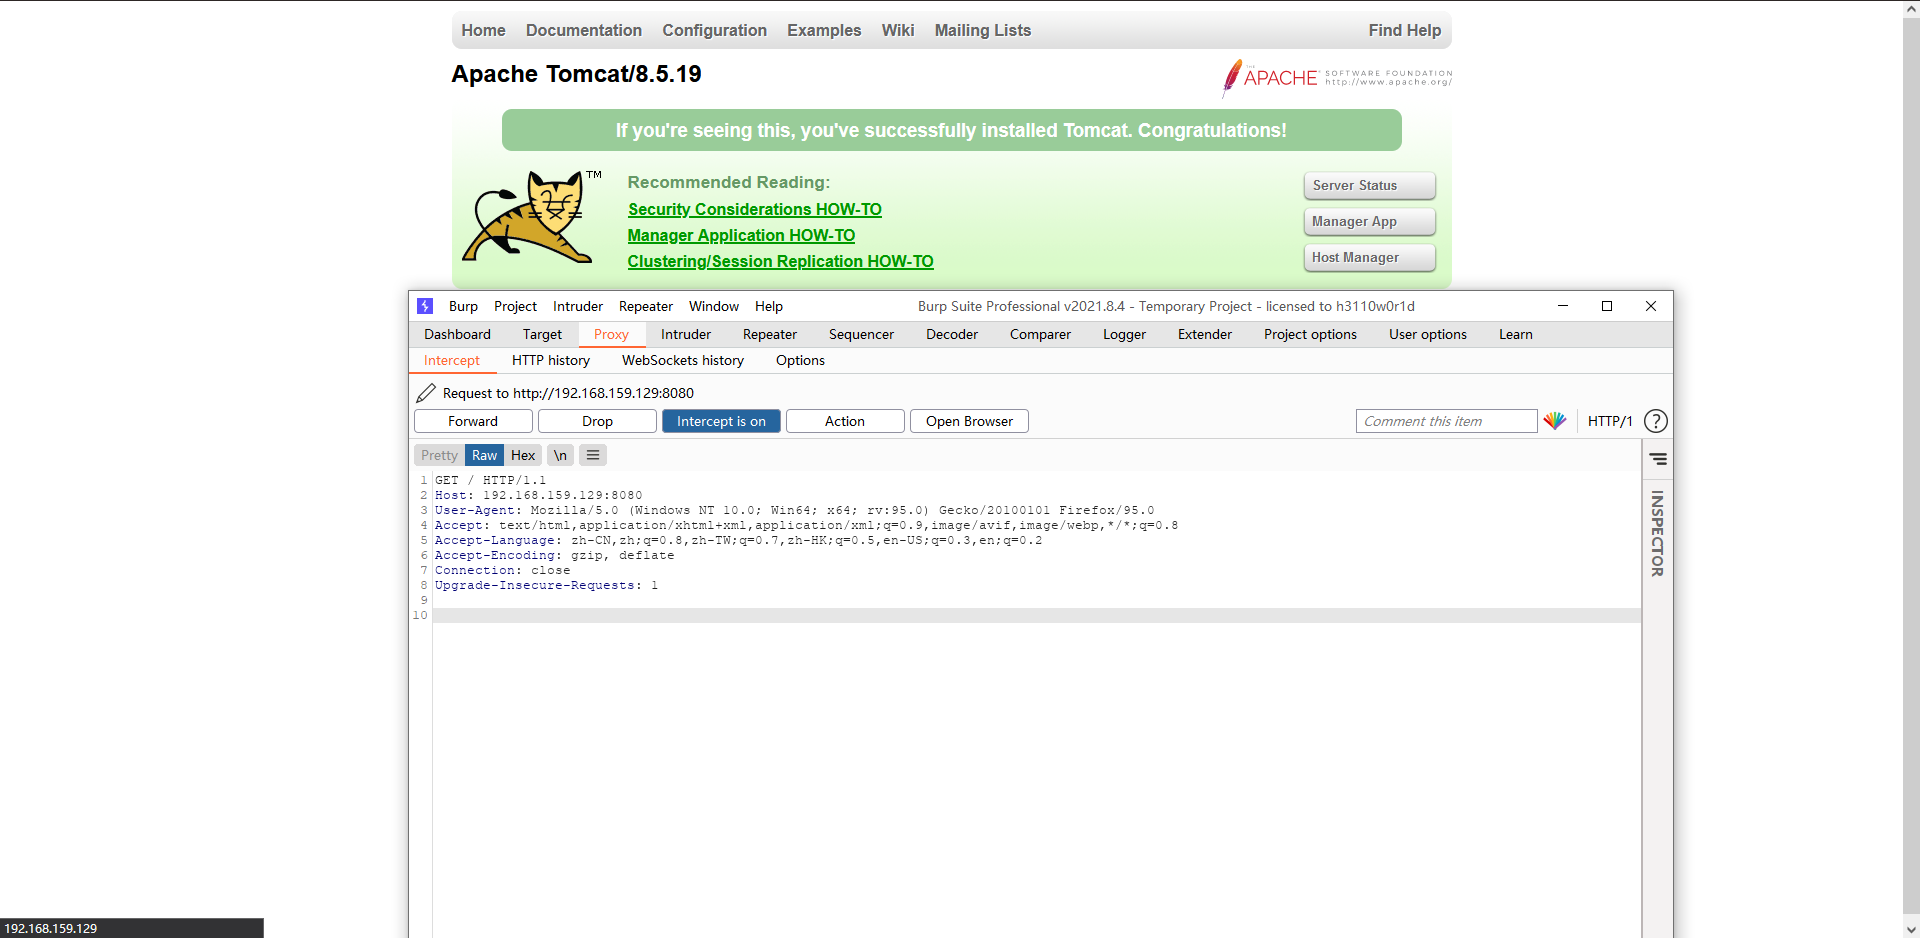 Home Documentation Configuration Examples Wiki Mailing Lists Find Help
Apache Tomcat/8.5.19
THE APACHE® SOFTWARE FOUNDATION
http://www.apache.org/
If you're seeing this, you've successfully installed Tomcat. Congratulations!
TM
Recommended Reading:
Security Considerations HOW-TO
Manager Application HOW-TO
Clustering/Session Replication HOW-TO
Server Status
Manager App
Host Manager
Burp Project Intruder Repeater Window Help Burp Suite Professional v2021.8.4 - Temporary Project - licensed to h3110w0r1d
Dashboard Target Proxy Intruder Repeater Sequencer Decoder Comparer Logger Extender Project options User options Learn
Intercept HTTP history WebSockets history Options
Request to http://192.168.159.129:8080
Forward Drop Intercept is on Action Open Browser Comment this item HTTP/1 ?
Pretty Raw Hex \n
1 GET / HTTP/1.1
2 Host: 192.168.159.129:8080
3 User-Agent: Mozilla/5.0 (Windows NT 10.0; Win64; x64; rv:95.0) Gecko/20100101 Firefox/95.0
4 Accept: text/html,application/xhtml+xml,application/xml;q=0.9,image/avif,image/webp,*/*;q=0.8
5 Accept-Language: zh-CN,zh;q=0.8,zh-TW;q=0.7,zh-HK;q=0.5,en-US;q=0.3,en;q=0.2
6 Accept-Encoding: gzip, deflate
7 Connection: close
8 Upgrade-Insecure-Requests: 1
9
10
INSPECTOR
192.168.159.129